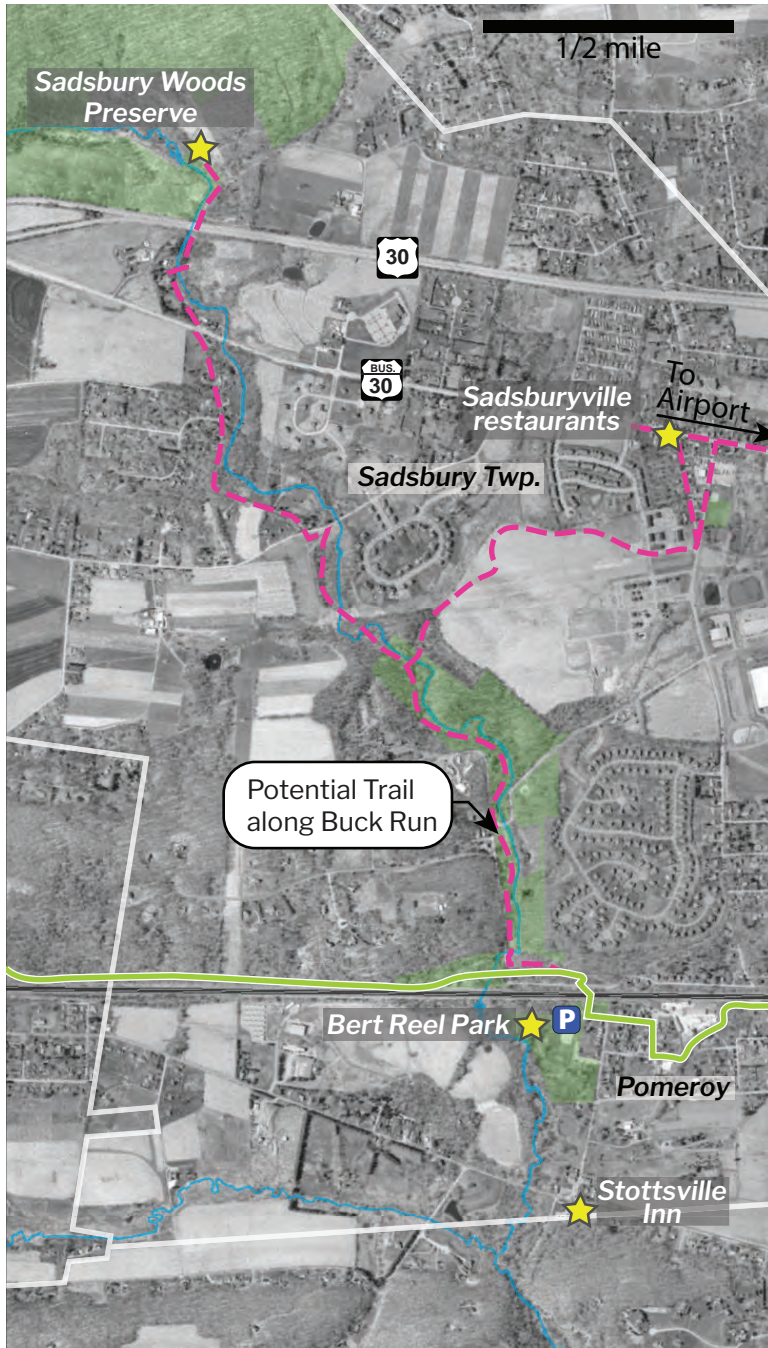 1/2 mile
Sadsbury Woods
Preserve
30
BUS.
30
To
Airport
Sadsburyville
restaurants
Sadsbury Twp.
Potential Trail
along Buck Run
Bert Reel Park
P
Pomeroy
Stottsville
Inn